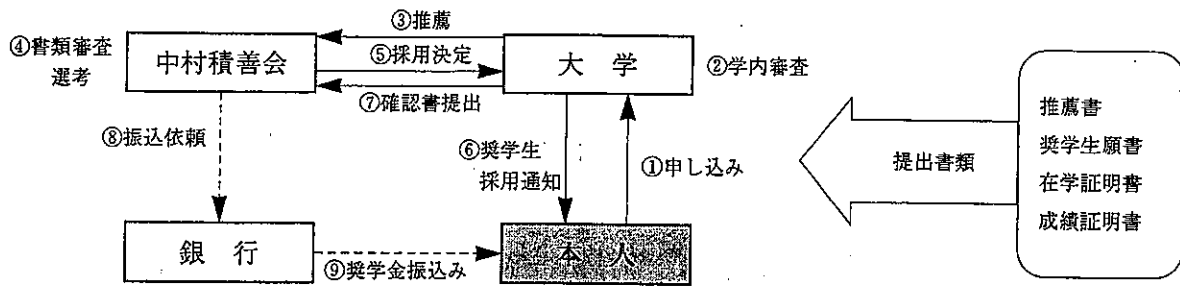 ③推薦
④書類審査
選考
中村積善会
⑤採用決定
大 学
②学内審査
⑦確認書提出
⑧振込依頼
⑥奨学生
採用通知
①申し込み
提出書類
推薦書
奨学生願書
在学証明書
成績証明書
銀 行
⑨奨学金振込み
本 人